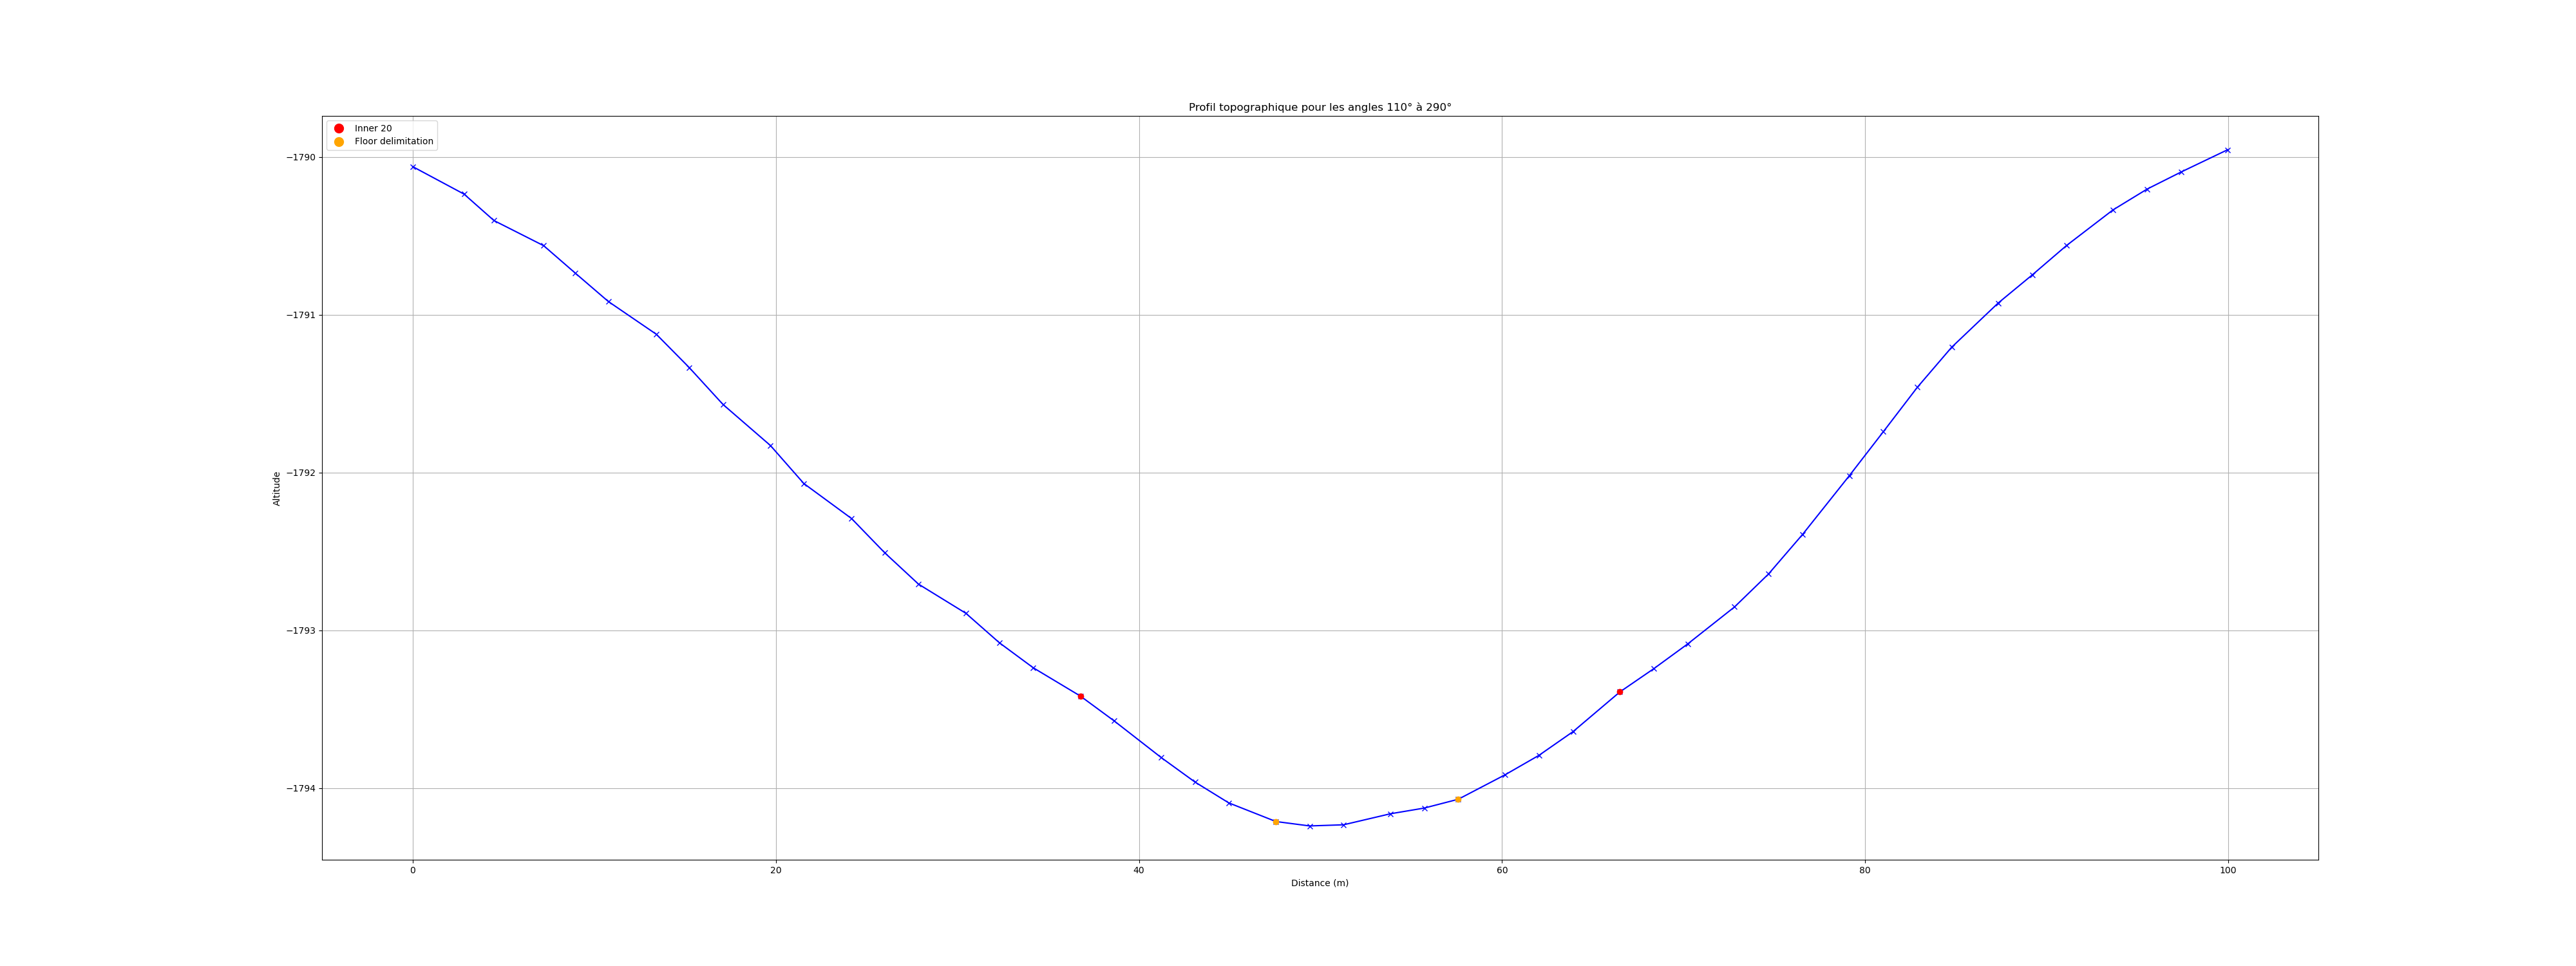 Profil topographique pour les angles 110° à 290°
Inner 20
Floor delimitation
−1790
−1791
−1792
−1793
−1794
Altitude
0 20 40 60 80 100
Distance (m)